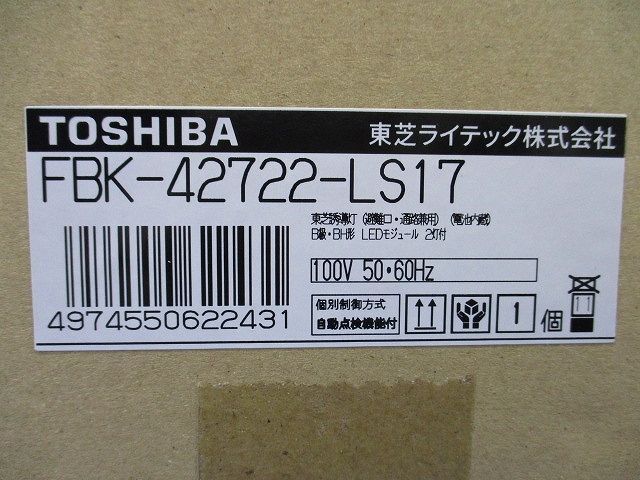 TOSHIBA 東芝ライテック株式会社
FBK-42722-LS17
東芝誘導灯(避難口・通路兼用)(電池内蔵)
B級・BH形 LEDモジュール 2灯付
100V 50・60Hz
4974550622431
個別制御方式
自動点検機能付
1個